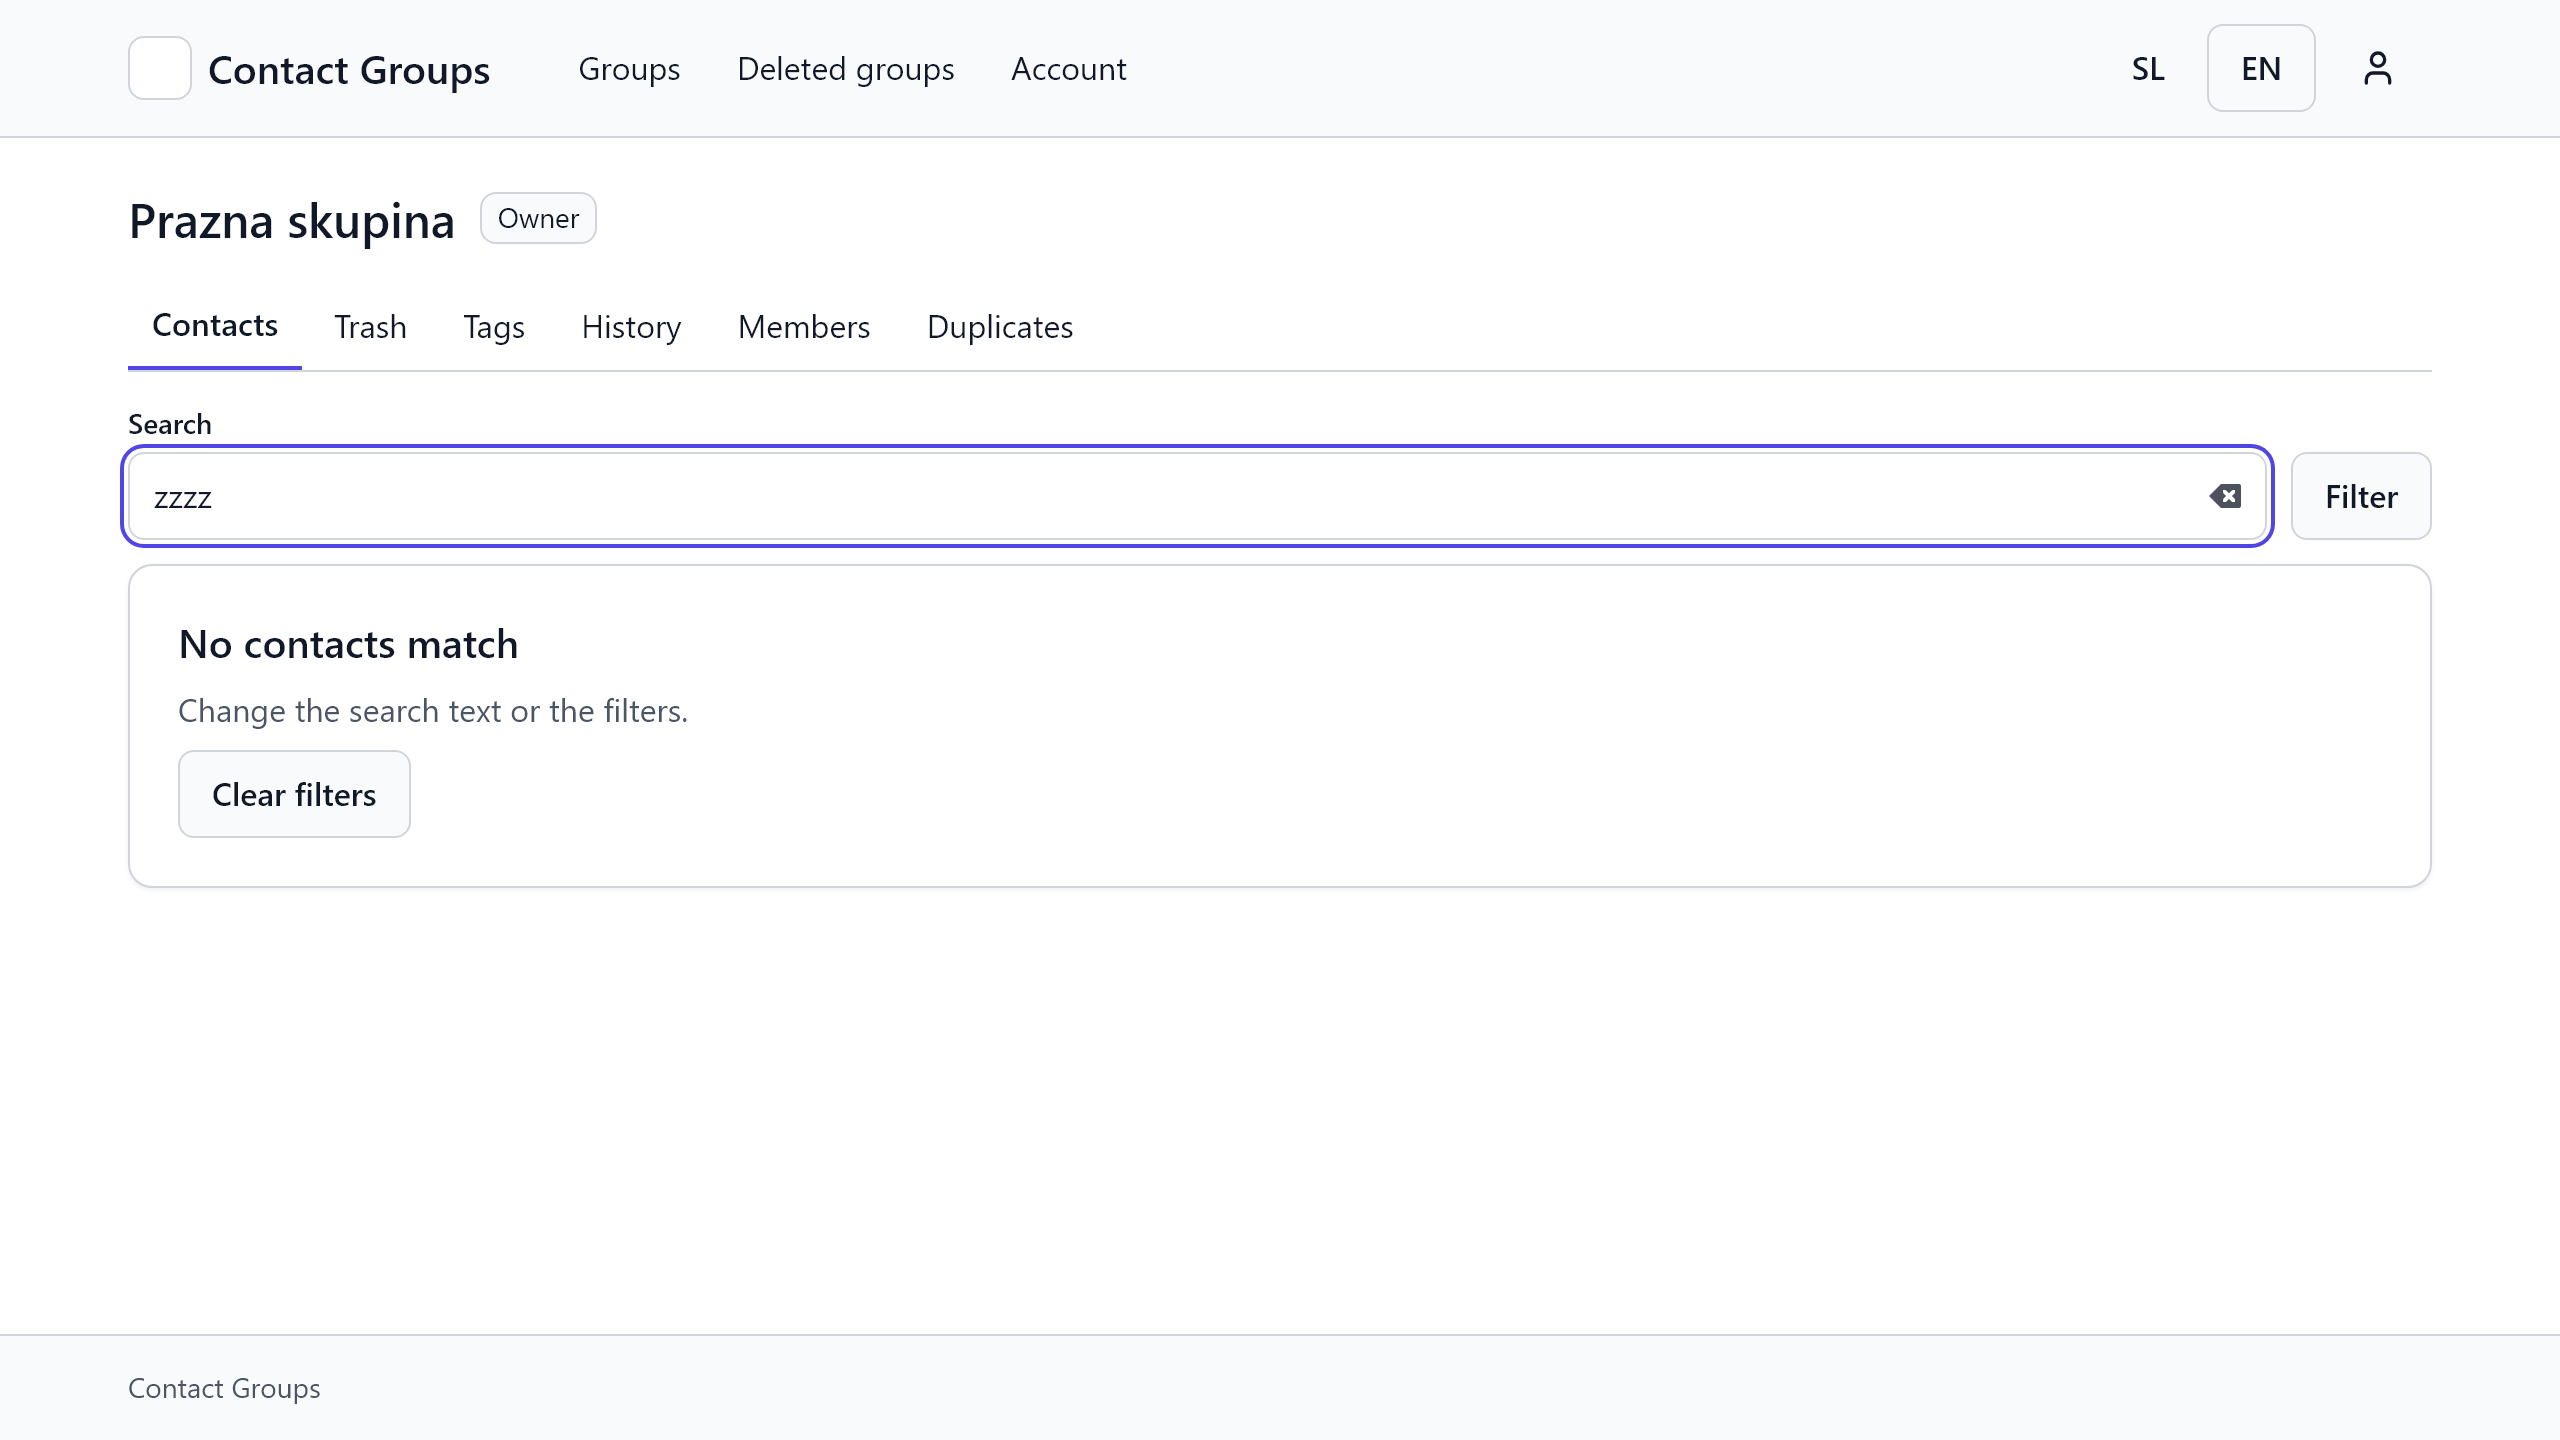 Contact Groups
Groups
Deleted groups
Account
SL
EN
Prazna skupina
Owner
Contacts
Trash
Tags
History
Members
Duplicates
Search
zzzz
Filter
No contacts match
Change the search text or the filters.
Clear filters
Contact Groups